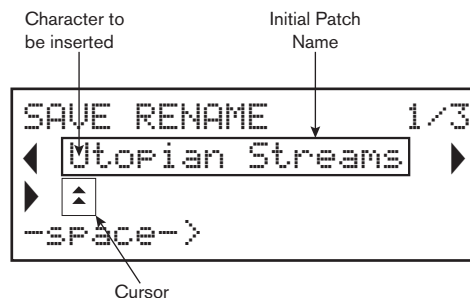 Character to
be inserted
Initial Patch
Name
SAVE RENAME 1/3
Utopian Streams
-space->
Cursor